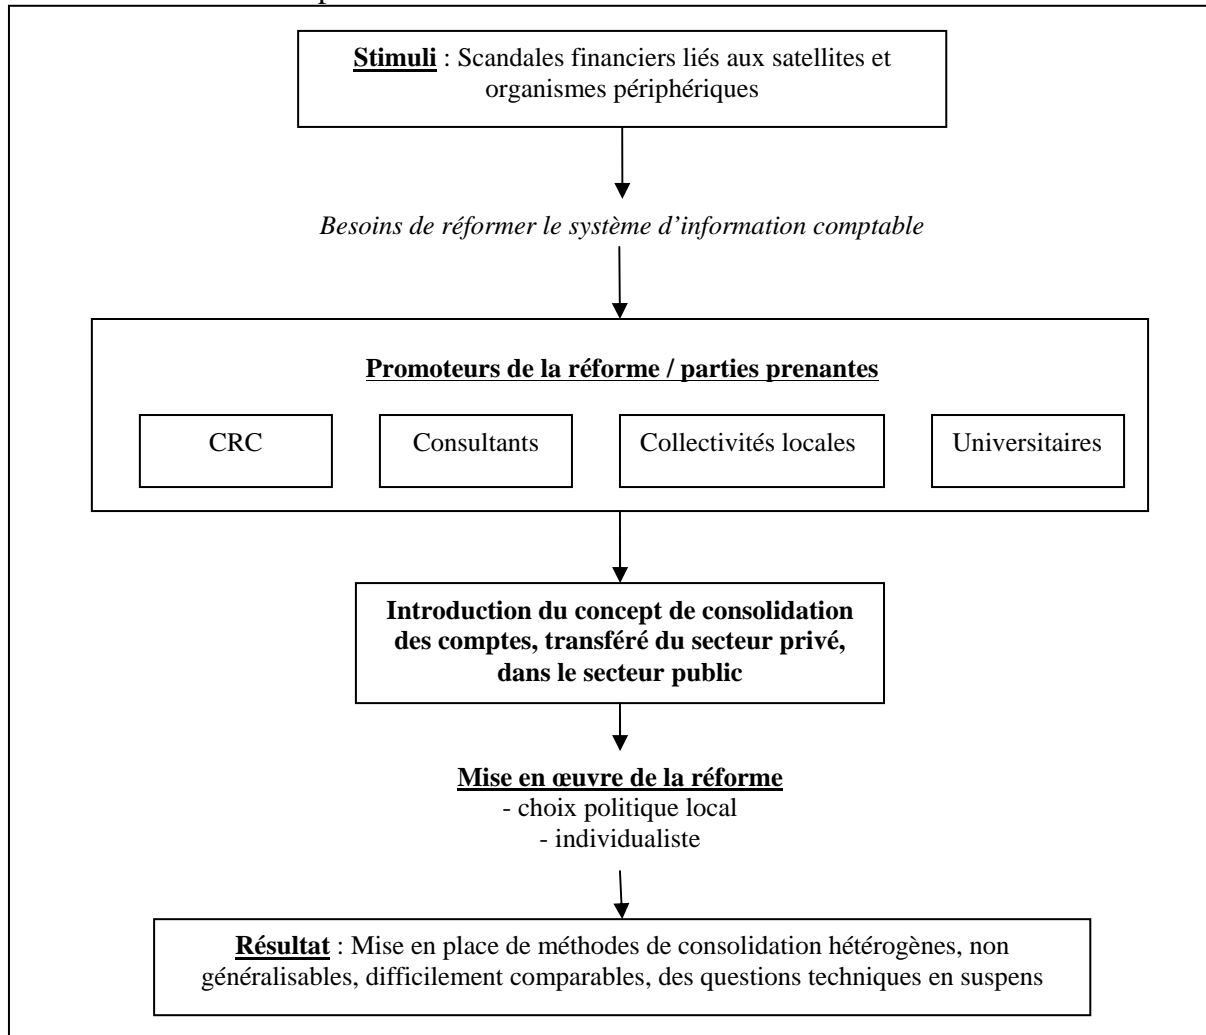 Stimuli : Scandales financiers liés aux satellites et
organismes périphériques
Besoins de réformer le système d’information comptable
Promoteurs de la réforme / parties prenantes
CRC
Consultants
Collectivités locales
Universitaires
Introduction du concept de consolidation
des comptes, transféré du secteur privé,
dans le secteur public
Mise en œuvre de la réforme
- choix politique local
- individualiste
Résultat : Mise en place de méthodes de consolidation hétérogènes, non
généralisables, difficilement comparables, des questions techniques en suspens